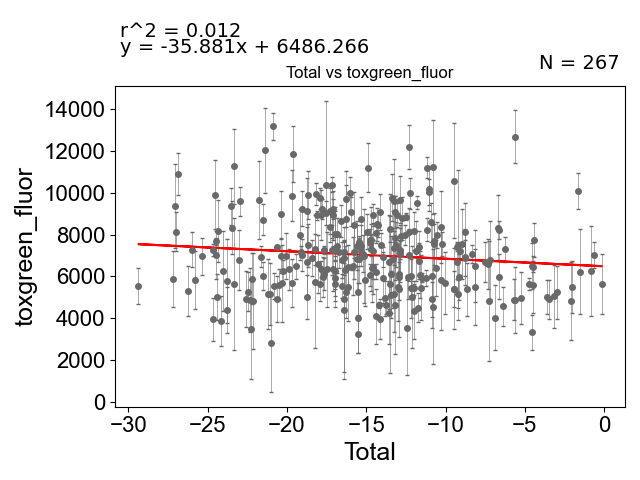 r^2 = 0.012
y = -35.881x + 6486.266
N = 267
Total vs toxgreen_fluor
14000
12000
10000
8000
6000
4000
2000
0
toxgreen_fluor
−30 −25 −20 −15 −10 −5 0
Total